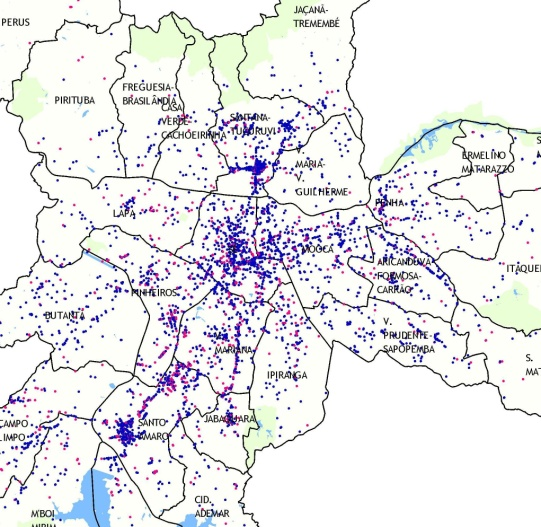 JAÇANÃ-
TREMEMBÉ
PERUS
PIRITUBA
FREGUESIA-
BRASILÂNDIA
CASA
VERDE-
CACHOEIRINHA
SANTANA-
TUCURUVI
V.
MARIA-
V.
GUILHERME
ERMELINO
MATARAZZO
S.
LAPA
PENHA
MOOCA
ARICANDUVA-
FORMOSA-
CARRÃO
ITAQUE
PINHEIROS
BUTANTÃ
V.
PRUDENTE-
SAPOPEMBA
V.
MARIANA
S.
MAT
IPIRANGA
CAMPO
LIMPO
SANTO
AMARO
JABAQUARA
CID.
ADEMAR
M'BOI
MIRIM